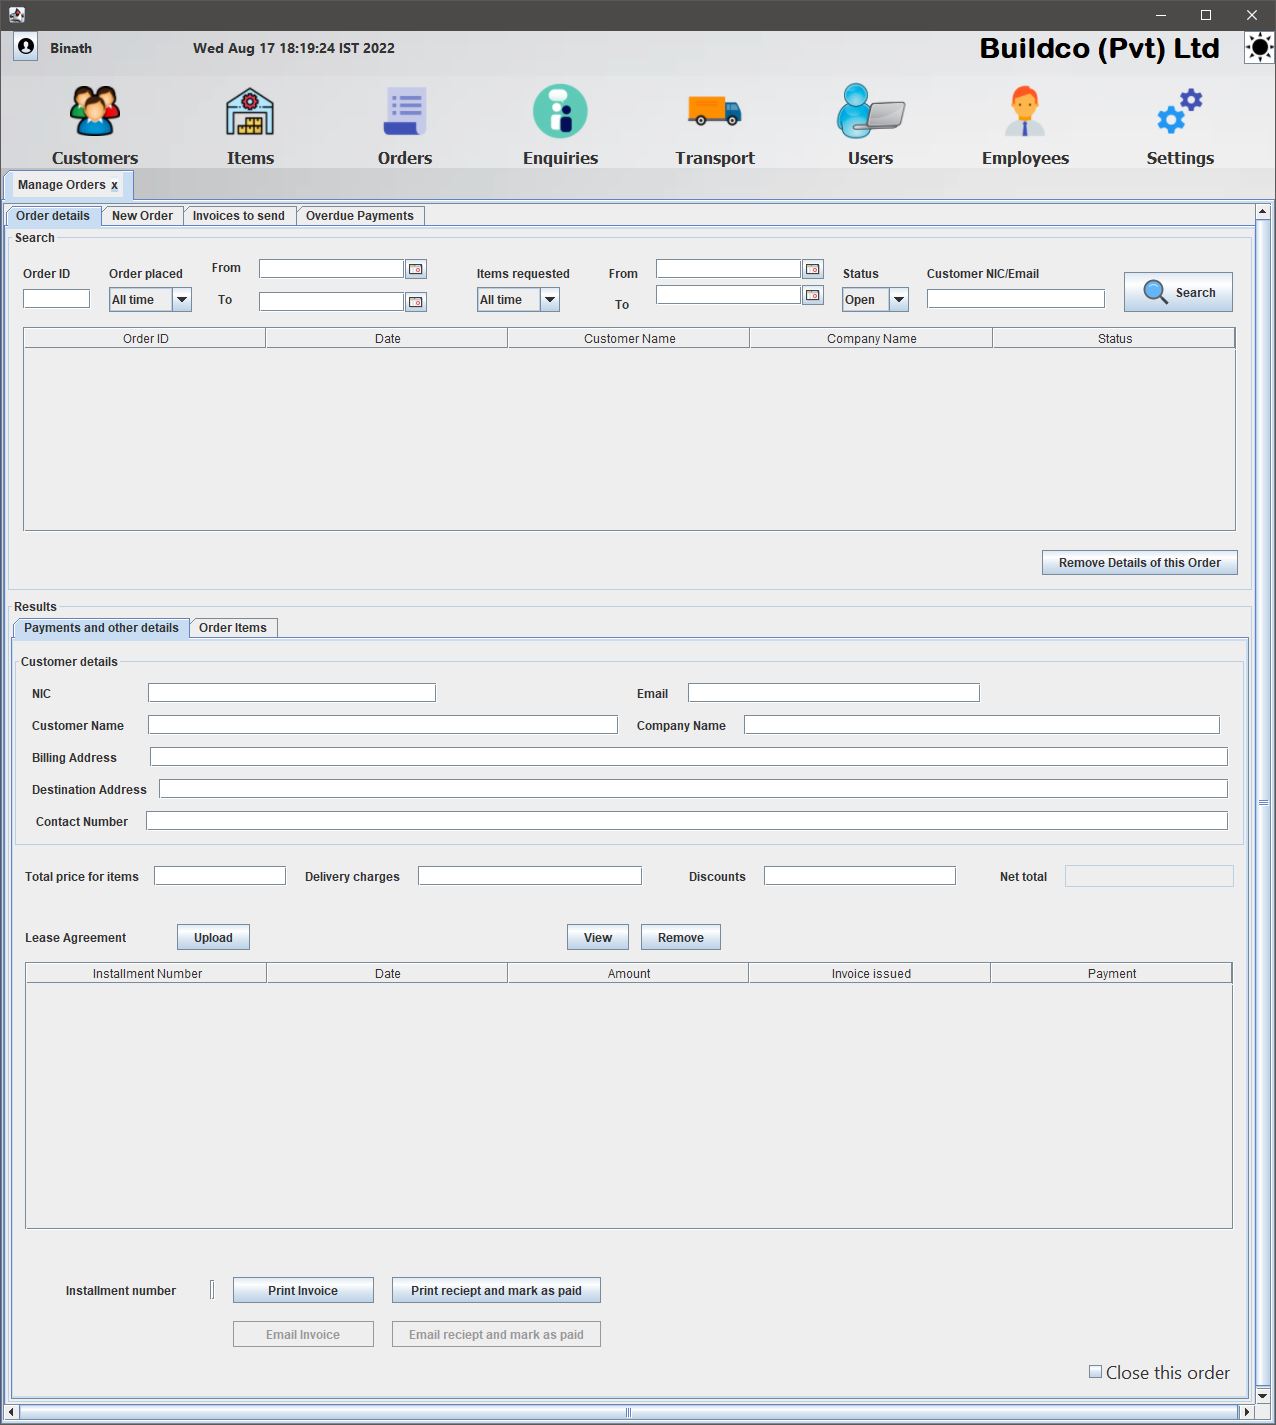 Binath Wed Aug 17 18:19:24 IST 2022 Buildco (Pvt) Ltd
Customers Items Orders Enquiries Transport Users Employees Settings
Manage Orders x
Order details New Order Invoices to send Overdue Payments
Search
Order ID Order placed From Items requested From Status Customer NIC/Email
All time To All time To Open Search
Order ID Date Customer Name Company Name Status
Remove Details of this Order
Results
Payments and other details Order Items
Customer details
NIC Email
Customer Name Company Name
Billing Address
Destination Address
Contact Number
Total price for items Delivery charges Discounts Net total
Lease Agreement Upload View Remove
Installment Number Date Amount Invoice issued Payment
Installment number Print Invoice Print reciept and mark as paid
Email Invoice Email reciept and mark as paid
Close this order